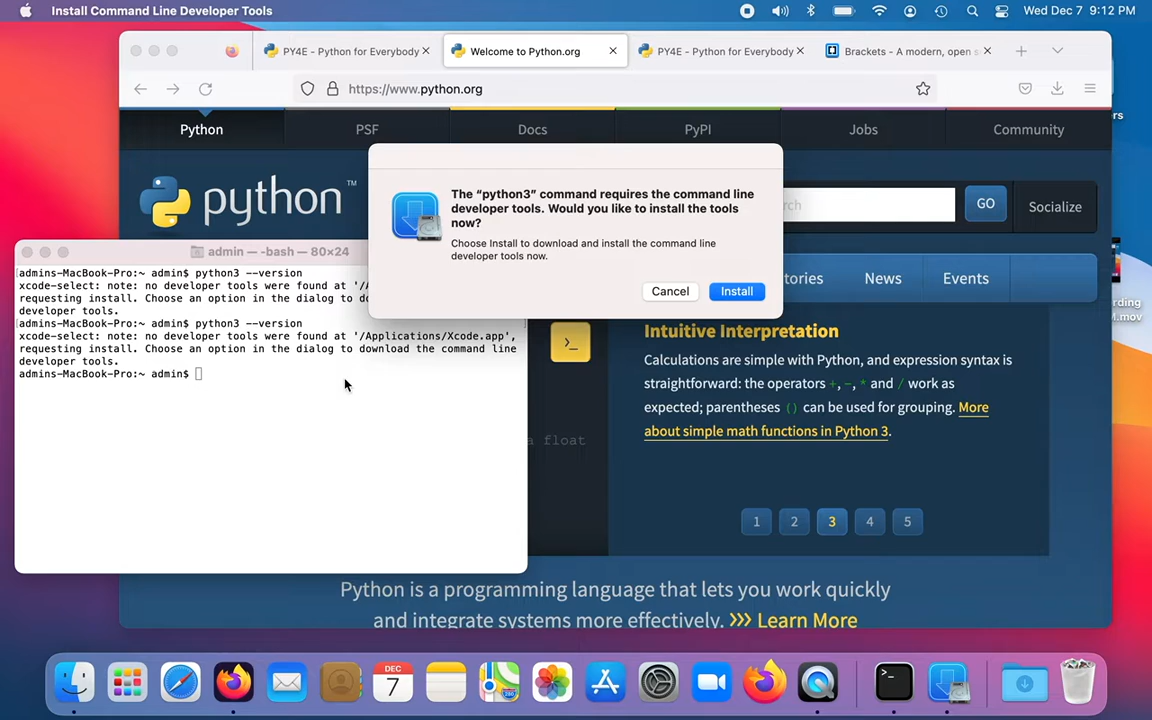 Install Command Line Developer Tools
Wed Dec 7 9:12 PM
PY4E - Python for Everybody
Welcome to Python.org
PY4E - Python for Everybody
Brackets - A modern, open
https://www.python.org
Python
PSF
Docs
PyPI
Jobs
Community
python™
GO
Socialize
News
Events
The “python3” command requires the command line
developer tools. Would you like to install the tools
now?
Choose Install to download and install the command line
developer tools now.
Cancel
Install
admin — -bash — 80×24
admins-MacBook-Pro:~ admin$ python3 --version
xcode-select: note: no developer tools were found at
requesting install. Choose an option in the dialog to
developer tools.
admins-MacBook-Pro:~ admin$ python3 --version
xcode-select: note: no developer tools were found at '/Applications/Xcode.app',
requesting install. Choose an option in the dialog to download the command line
developer tools.
admins-MacBook-Pro:~ admin$
>_
a float
Intuitive Interpretation
Calculations are simple with Python, and expression syntax is
straightforward: the operators +, -, * and / work as
expected; parentheses () can be used for grouping. More
about simple math functions in Python 3.
1 2 3 4 5
Python is a programming language that lets you work quickly
and integrate systems more effectively. >>> Learn More
DEC
7